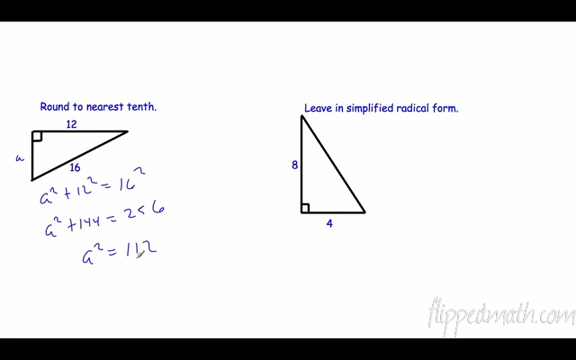 Round to nearest tenth.
12
a
16
a² + 12² = 16²
a² + 144 = 256
a² = 112
Leave in simplified radical form.
8
4
flippedmath.com